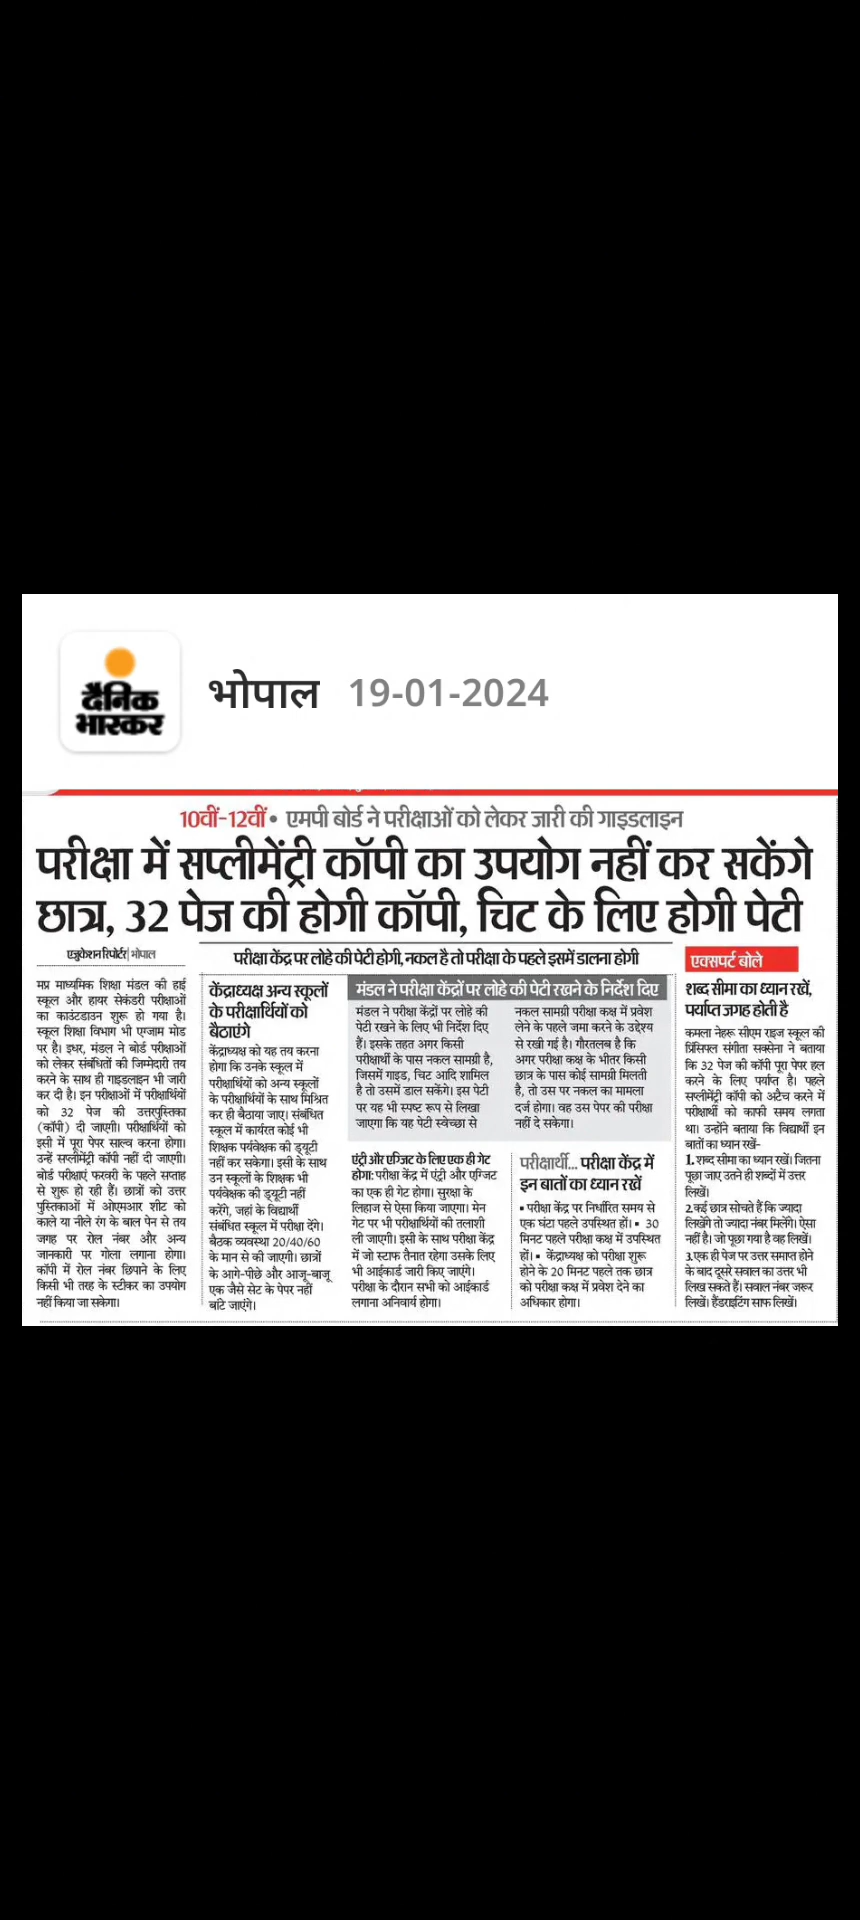 दैनिक
भास्कर
भोपाल 19-01-2024
10वीं-12वीं • एमपी बोर्ड ने परीक्षाओं को लेकर जारी की गाइडलाइन
परीक्षा में सप्लीमेंट्री कॉपी का उपयोग नहीं कर सकेंगे
छात्र, 32 पेज की होगी कॉपी, चिट के लिए होगी पेटी
एजुकेशन रिपोर्टर| भोपाल
मप्र माध्यमिक शिक्षा मंडल की हाई
स्कूल और हायर सेकंडरी परीक्षाओं
का काउंटडाउन शुरू हो गया है।
स्कूल शिक्षा विभाग भी एग्जाम मोड
पर है। इधर, मंडल ने बोर्ड परीक्षाओं
को लेकर संबंधितों की जिम्मेदारी तय
करने के साथ ही गाइडलाइन भी जारी
कर दी है। इन परीक्षाओं में परीक्षार्थियों
को 32 पेज की उत्तरपुस्तिका
(कॉपी) दी जाएगी। परीक्षार्थियों को
इसी में पूरा पेपर साल्व करना होगा।
उन्हें सप्लीमेंट्री कॉपी नहीं दी जाएगी।
बोर्ड परीक्षाएं फरवरी के पहले सप्ताह
से शुरू हो रही हैं। छात्रों को उत्तर
पुस्तिकाओं में ओएमआर शीट को
काले या नीले रंग के बाल पेन से तय
जगह पर रोल नंबर और अन्य
जानकारी पर गोला लगाना होगा।
कॉपी में रोल नंबर छिपाने के लिए
किसी भी तरह के स्टीकर का उपयोग
नहीं किया जा सकेगा।
परीक्षा केंद्र पर लोहे की पेटी होगी, नकल है तो परीक्षा के पहले इसमें डालना होगी
केंद्राध्यक्ष अन्य स्कूलों
के परीक्षार्थियों को
बैठाएंगे
केंद्राध्यक्ष को यह तय करना
होगा कि उनके स्कूल में
परीक्षार्थियों को अन्य स्कूलों
के परीक्षार्थियों के साथ मिश्रित
कर ही बैठाया जाए। संबंधित
स्कूल में कार्यरत कोई भी
शिक्षक पर्यवेक्षक की ड्यूटी
नहीं कर सकेगा। इसी के साथ
उन स्कूलों के शिक्षक भी
पर्यवेक्षक की ड्यूटी नहीं
करेंगे, जहां के विद्यार्थी
संबंधित स्कूल में परीक्षा देंगे।
बैठक व्यवस्था 20/40/60
के मान से की जाएगी। छात्रों
के आगे-पीछे और आजू-बाजू
एक जैसे सेट के पेपर नहीं
बांटे जाएंगे।
मंडल ने परीक्षा केंद्रों पर लोहे की पेटी रखने के निर्देश दिए
मंडल ने परीक्षा केंद्रों पर लोहे की
पेटी रखने के लिए भी निर्देश दिए
हैं। इसके तहत अगर किसी
परीक्षार्थी के पास नकल सामग्री है,
जिसमें गाइड, चिट आदि शामिल
है तो उसमें डाल सकेंगे। इस पेटी
पर यह भी स्पष्ट रूप से लिखा
जाएगा कि यह पेटी स्वेच्छा से
नकल सामग्री परीक्षा कक्ष में प्रवेश
लेने के पहले जमा करने के उद्देश्य
से रखी गई है। गौरतलब है कि
अगर परीक्षा कक्ष के भीतर किसी
छात्र के पास कोई सामग्री मिलती
है, तो उस पर नकल का मामला
दर्ज होगा। वह उस पेपर की परीक्षा
नहीं दे सकेगा।
एंट्री और एग्जिट के लिए एक ही गेट
होगा: परीक्षा केंद्र में एंट्री और एग्जिट
का एक ही गेट होगा। सुरक्षा के
लिहाज से ऐसा किया जाएगा। मेन
गेट पर भी परीक्षार्थियों की तलाशी
ली जाएगी। इसी के साथ परीक्षा केंद्र
में जो स्टाफ तैनात रहेगा उसके लिए
भी आईकार्ड जारी किए जाएंगे।
परीक्षा के दौरान सभी को आईकार्ड
लगाना अनिवार्य होगा।
परीक्षार्थी... परीक्षा केंद्र में
इन बातों का ध्यान रखें
▪ परीक्षा केंद्र पर निर्धारित समय से
एक घंटा पहले उपस्थित हों। ▪ 30
मिनट पहले परीक्षा कक्ष में उपस्थित
हों। ▪ केंद्राध्यक्ष को परीक्षा शुरू
होने के 20 मिनट पहले तक छात्र
को परीक्षा कक्ष में प्रवेश देने का
अधिकार होगा।
एक्सपर्ट बोले
शब्द सीमा का ध्यान रखें,
पर्याप्त जगह होती है
कमला नेहरू सीएम राइज स्कूल की
प्रिंसिपल संगीता सक्सेना ने बताया
कि 32 पेज की कॉपी पूरा पेपर हल
करने के लिए पर्याप्त है। पहले
सप्लीमेंट्री कॉपी को अटैच करने में
परीक्षार्थी को काफी समय लगता
था। उन्होंने बताया कि विद्यार्थी इन
बातों का ध्यान रखें-
1. शब्द सीमा का ध्यान रखें। जितना
पूछा जाए उतने ही शब्दों में उत्तर
लिखें।
2.कई छात्र सोचते हैं कि ज्यादा
लिखेंगे तो ज्यादा नंबर मिलेंगे। ऐसा
नहीं है। जो पूछा गया है वह लिखें।
3.एक ही पेज पर उत्तर समाप्त होने
के बाद दूसरे सवाल का उत्तर भी
लिख सकते हैं। सवाल नंबर जरूर
लिखें। हैंडराइटिंग साफ लिखें।